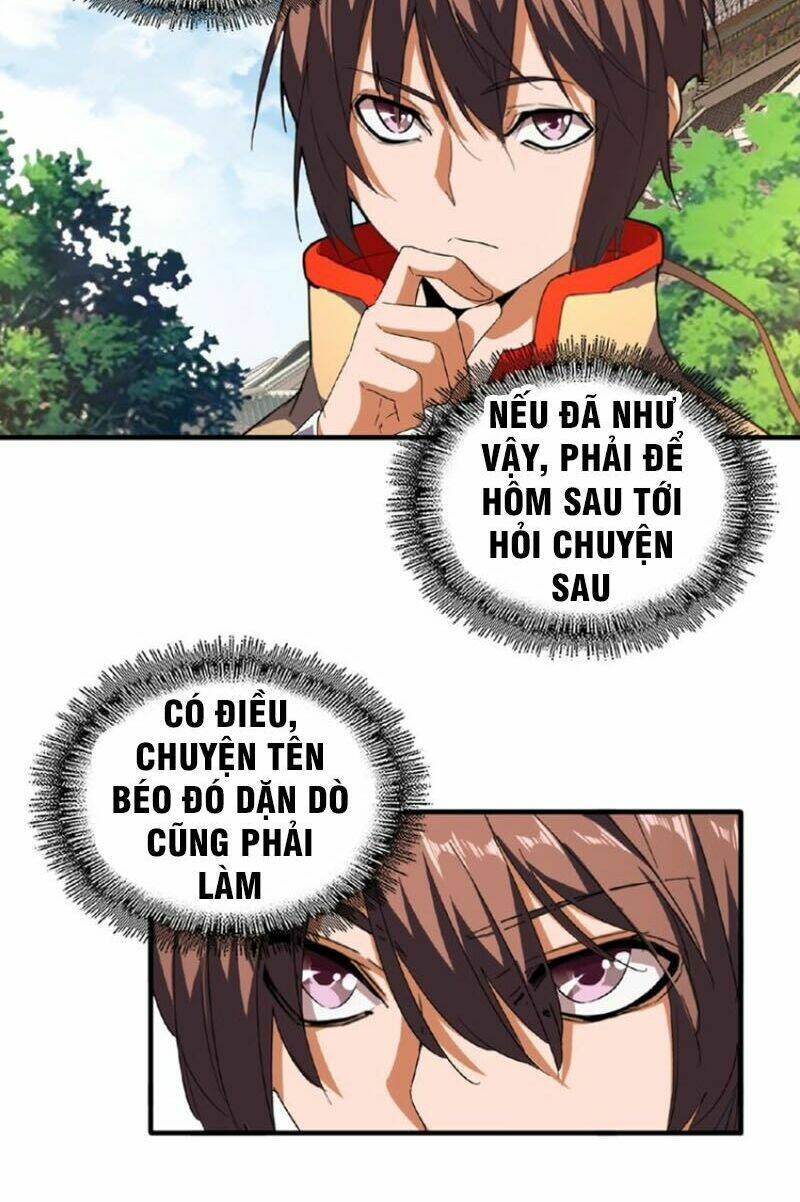 NẾU ĐÃ NHƯ
VẬY, PHẢI ĐỂ
HÔM SAU TỚI
HỎI CHUYỆN
SAU
CÓ ĐIỀU,
CHUYỆN TÊN
BÉO ĐÓ DẶN DÒ
CŨNG PHẢI
LÀM